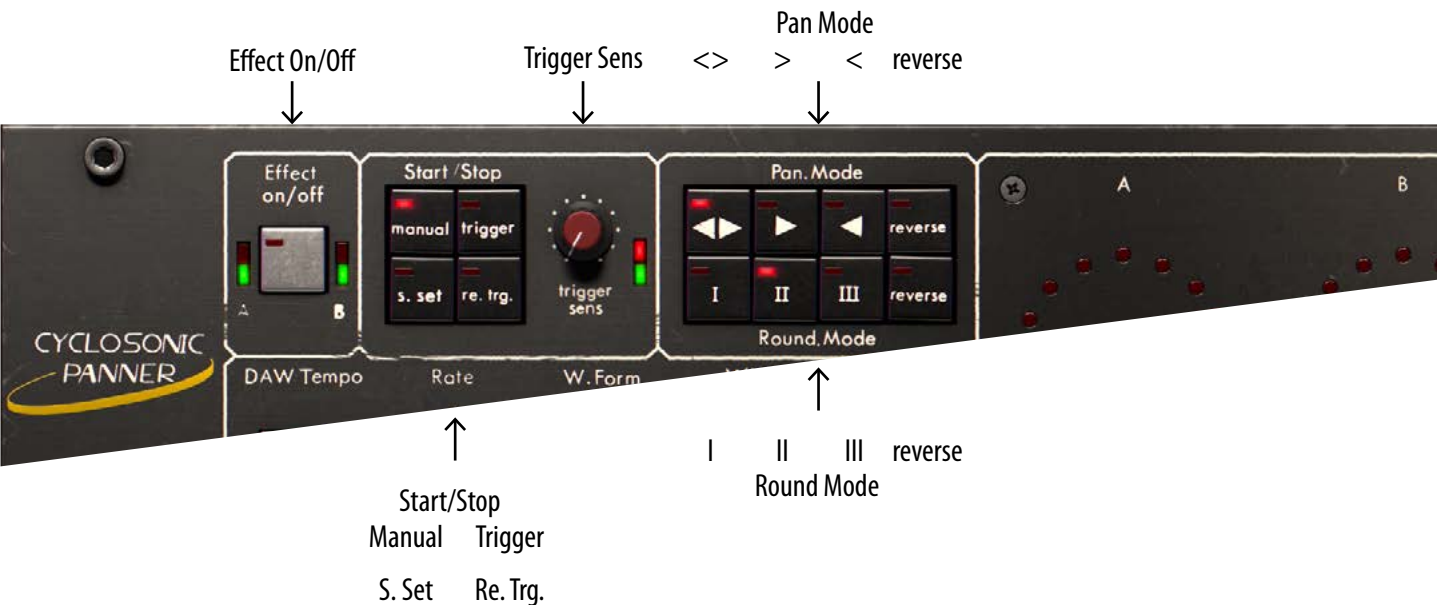 Pan Mode
Effect On/Off Trigger Sens <> > < reverse
Effect
on/off
Start/Stop
Pan.Mode
A B
manual trigger
reverse
s. set re. trg.
trigger
sens
I II III reverse
A B
Round.Mode
CYCLOSONIC
PANNER
DAW Tempo Rate W.Form
I II III reverse
Round Mode
Start/Stop
Manual Trigger
S. Set Re. Trg.